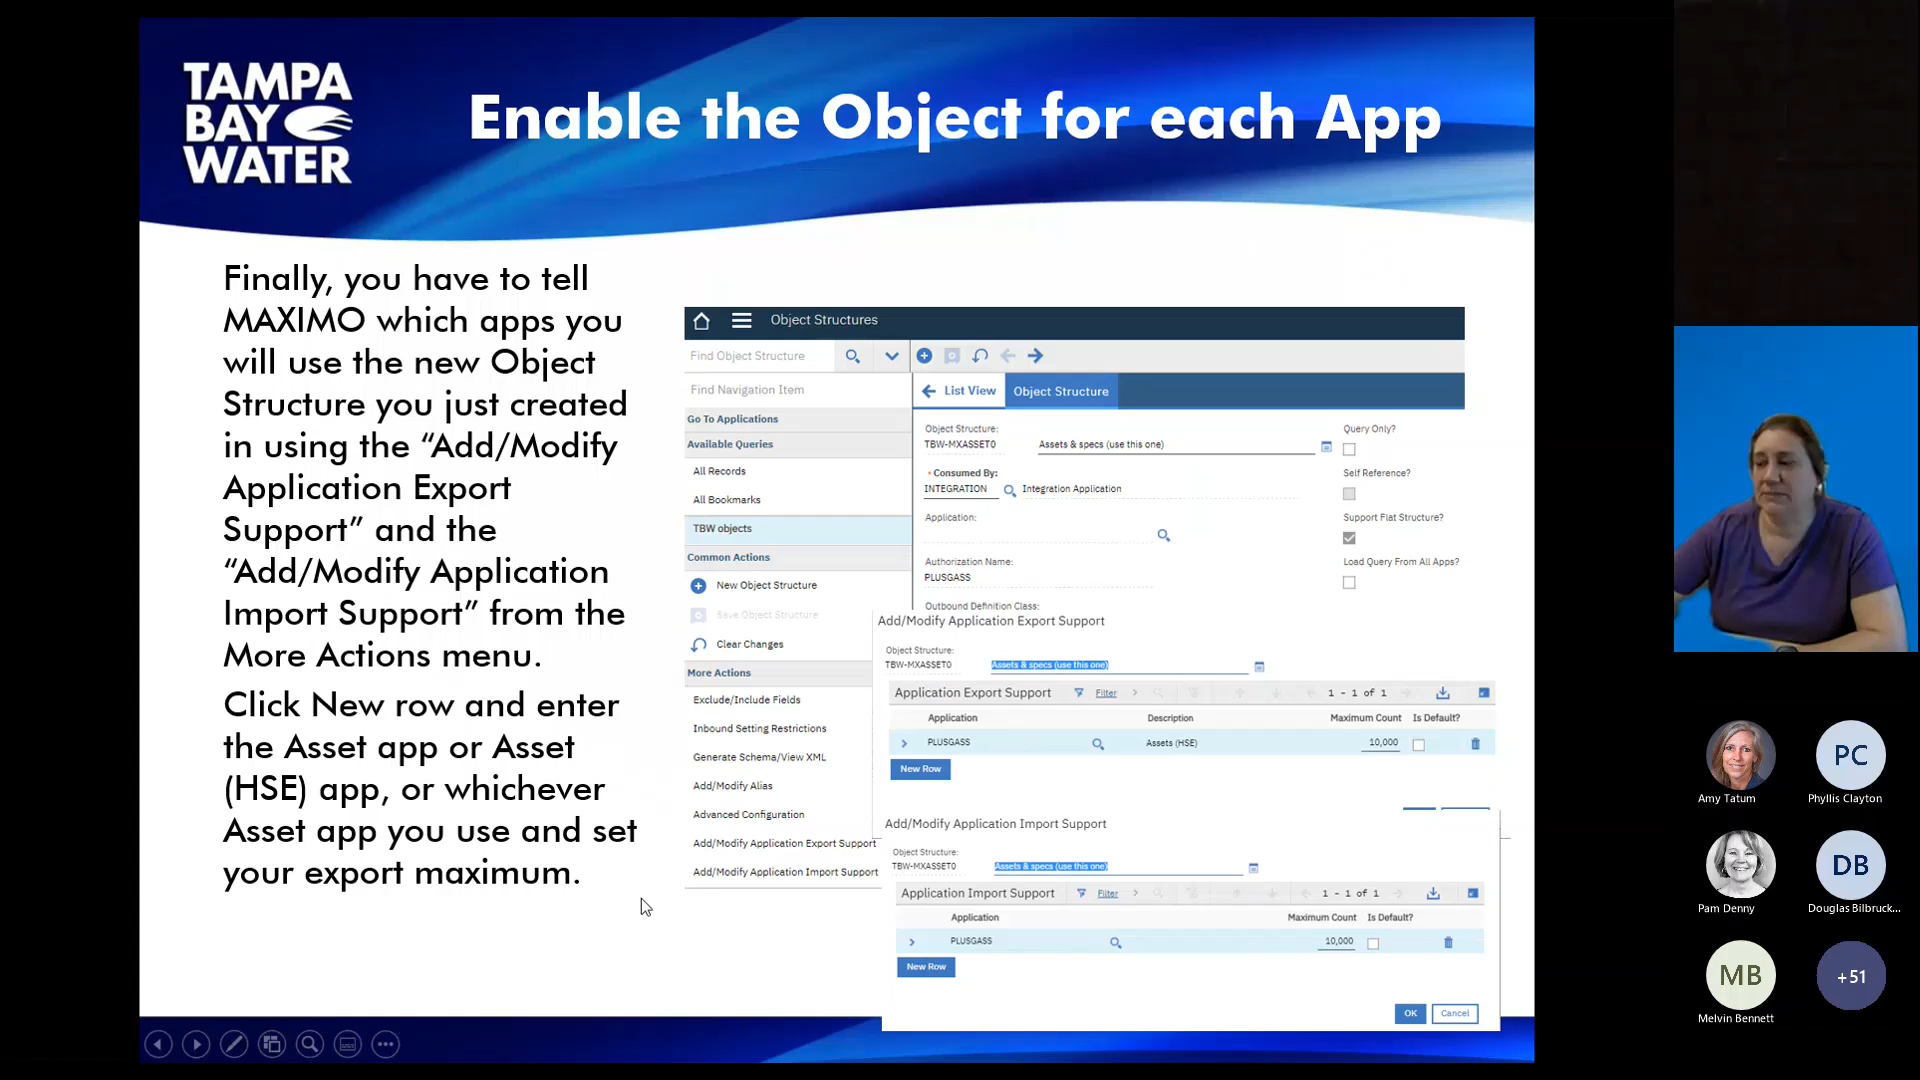 TAMPA
BAY
WATER
Enable the Object for each App
Finally, you have to tell
MAXIMO which apps you
will use the new Object
Structure you just created
in using the “Add/Modify
Application Export
Support” and the
“Add/Modify Application
Import Support” from the
More Actions menu.
Click New row and enter
the Asset app or Asset
(HSE) app, or whichever
Asset app you use and set
your export maximum.
Object Structures
Find Object Structure
Find Navigation Item
Go To Applications
Available Queries
All Records
All Bookmarks
TBW objects
Common Actions
New Object Structure
Save Object Structure
Clear Changes
More Actions
Exclude/Include Fields
Inbound Setting Restrictions
Generate Schema/View XML
Add/Modify Alias
Advanced Configuration
Add/Modify Application Export Support
Add/Modify Application Import Support
List View Object Structure
Object Structure:
TBW-MXASSET0 Assets & specs (use this one)
Consumed By:
INTEGRATION Integration Application
Application:
Authorization Name:
PLUSGASS
Outbound Definition Class:
Query Only?
Self Reference?
Support Flat Structure?
Load Query From All Apps?
Add/Modify Application Export Support
Object Structure:
TBW-MXASSET0 Assets & specs (use this one)
Application Export Support Filter 1 - 1 of 1
Application Description Maximum Count Is Default?
PLUSGASS Assets (HSE) 10,000
New Row
Add/Modify Application Import Support
Object Structure:
TBW-MXASSET0 Assets & specs (use this one)
Application Import Support Filter 1 - 1 of 1
Application Maximum Count Is Default?
PLUSGASS 10,000
New Row
OK Cancel
PC
Amy Tatum Phyllis Clayton
DB
Pam Denny Douglas Bilbruck...
MB +51
Melvin Bennett